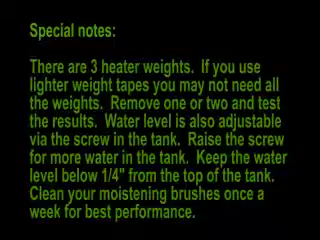 Special notes:
There are 3 heater weights.  If you use
lighter weight tapes you may not need all
the weights.  Remove one or two and test
the results.  Water level is also adjustable
via the screw in the tank.  Raise the screw
for more water in the tank.  Keep the water
level below 1/4" from the top of the tank.
Clean your moistening brushes once a
week for best performance.